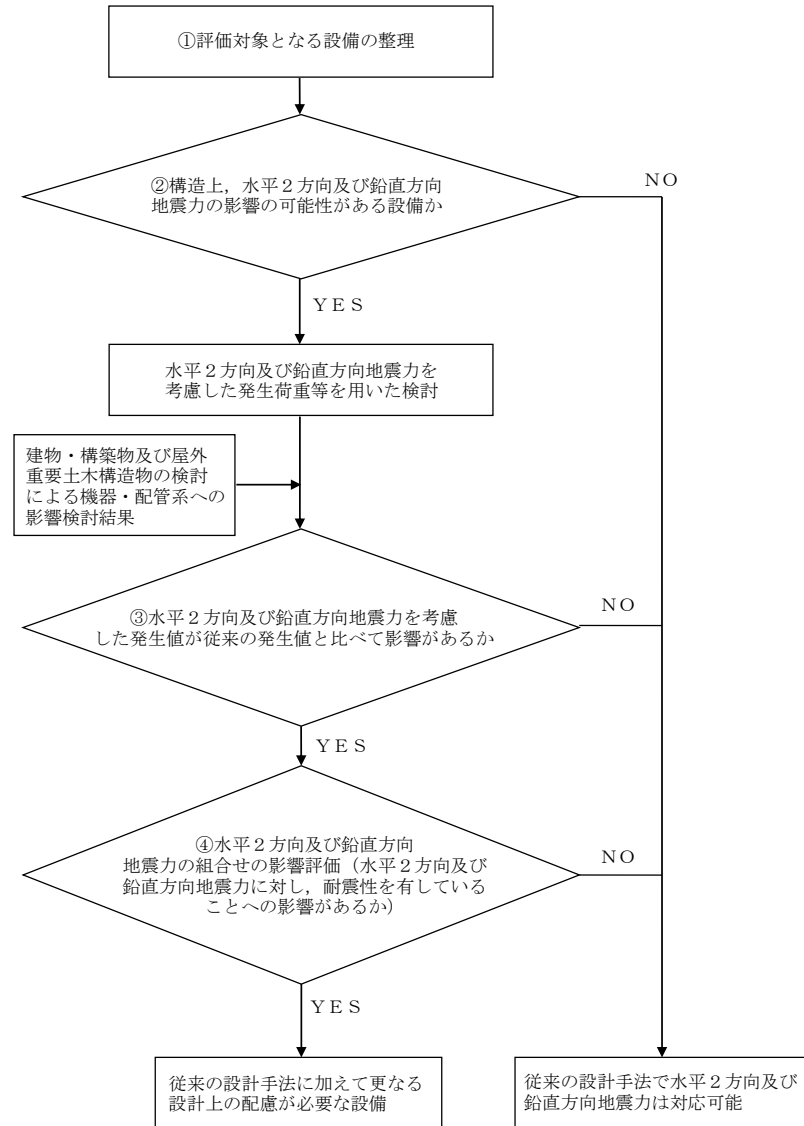 ①評価対象となる設備の整理
②構造上，水平２方向及び鉛直方向
地震力の影響の可能性がある設備か
ＮＯ
ＹＥＳ
水平２方向及び鉛直方向地震力を
考慮した発生荷重等を用いた検討
建物・構築物及び屋外
重要土木構造物の検討
による機器・配管系への
影響検討結果
③水平２方向及び鉛直方向地震力を考慮
した発生値が従来の発生値と比べて影響があるか
ＮＯ
ＹＥＳ
④水平２方向及び鉛直方向
地震力の組合せの影響評価（水平２方向及び
鉛直方向地震力に対し，耐震性を有している
ことへの影響があるか）
ＮＯ
ＹＥＳ
従来の設計手法に加えて更なる
設計上の配慮が必要な設備
従来の設計手法で水平２方向及び
鉛直方向地震力は対応可能